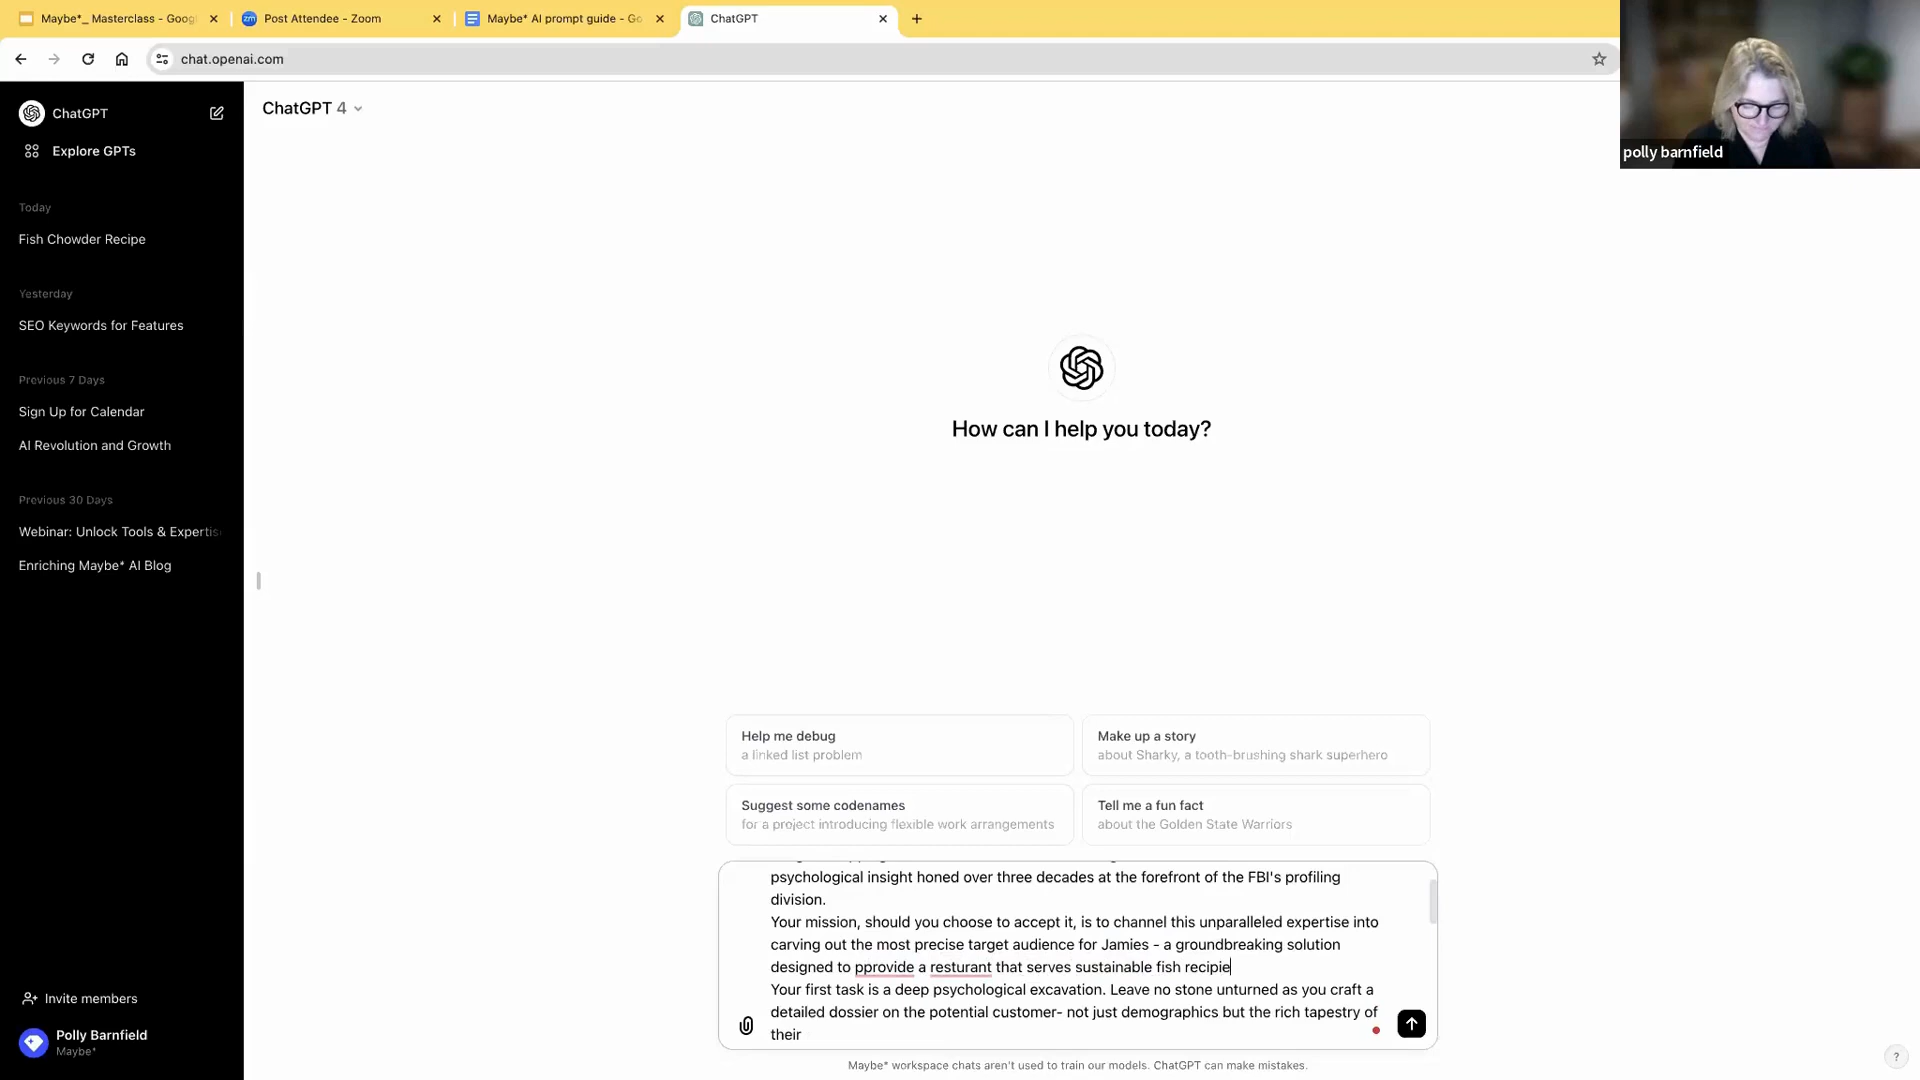 Maybe*_ Masterclass - Goog
Post Attendee - Zoom
Maybe* AI prompt guide - Go
ChatGPT
chat.openai.com
polly barnfield
ChatGPT
Explore GPTs
Today
Fish Chowder Recipe
Yesterday
SEO Keywords for Features
Previous 7 Days
Sign Up for Calendar
AI Revolution and Growth
Previous 30 Days
Webinar: Unlock Tools & Expertis
Enriching Maybe* AI Blog
Invite members
Polly Barnfield
Maybe*
ChatGPT 4
How can I help you today?
Help me debug
a linked list problem
Make up a story
about Sharky, a tooth-brushing shark superhero
Suggest some codenames
for a project introducing flexible work arrangements
Tell me a fun fact
about the Golden State Warriors
psychological insight honed over three decades at the forefront of the FBI's profiling
division.
Your mission, should you choose to accept it, is to channel this unparalleled expertise into
carving out the most precise target audience for Jamies - a groundbreaking solution
designed to pprovide a resturant that serves sustainable fish recipie
Your first task is a deep psychological excavation. Leave no stone unturned as you craft a
detailed dossier on the potential customer- not just demographics but the rich tapestry of
their
Maybe* workspace chats aren't used to train our models. ChatGPT can make mistakes.
?